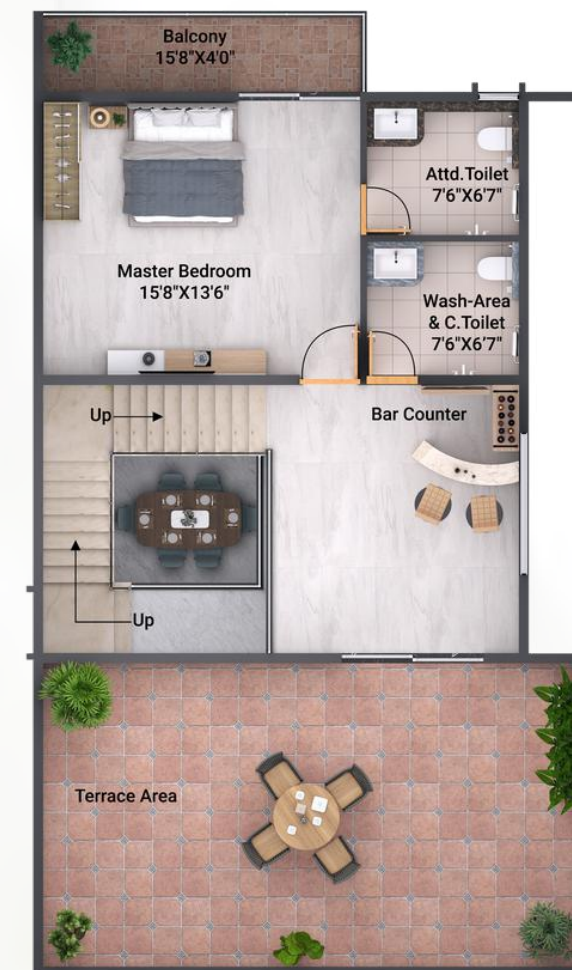 Balcony
15'8"X4'0"
Attd.Toilet
7'6"X6'7"
Master Bedroom
15'8"X13'6"
Wash-Area
& C.Toilet
7'6"X6'7"
Up
Bar Counter
Up
Terrace Area